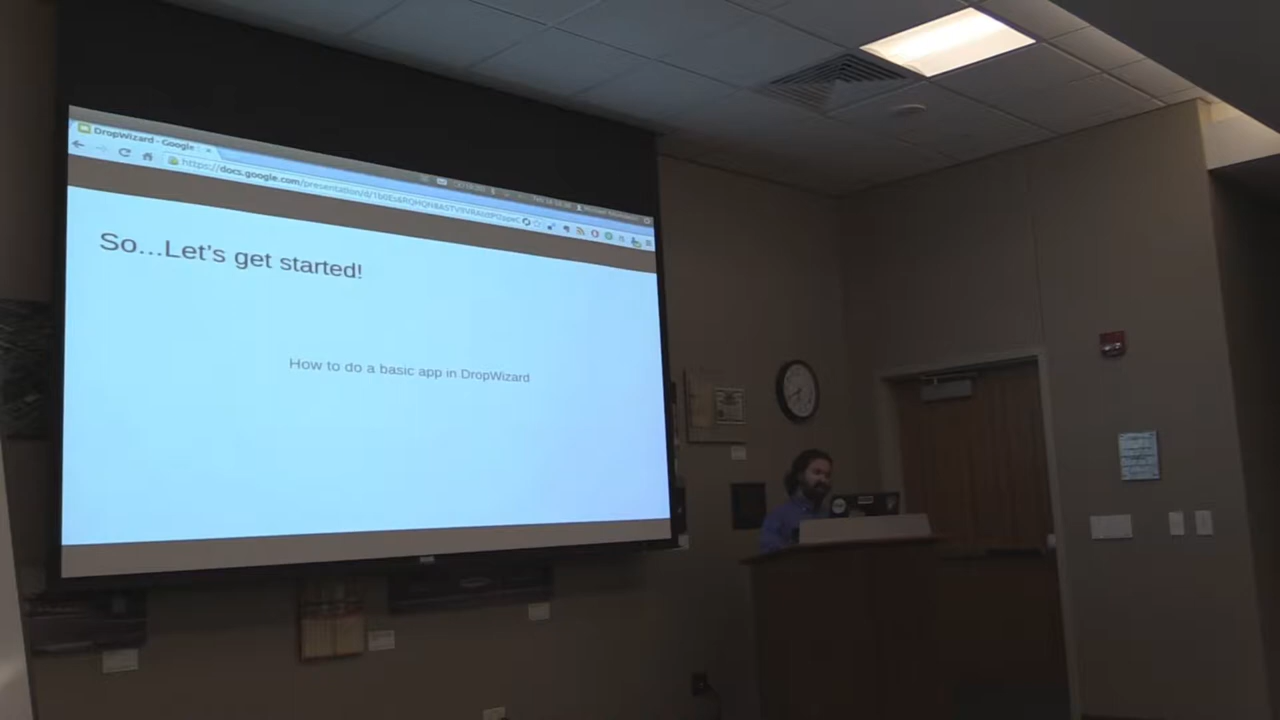 DropWizard - Google
https://docs.google.com/presentation/d/
So...Let's get started!
How to do a basic app in DropWizard